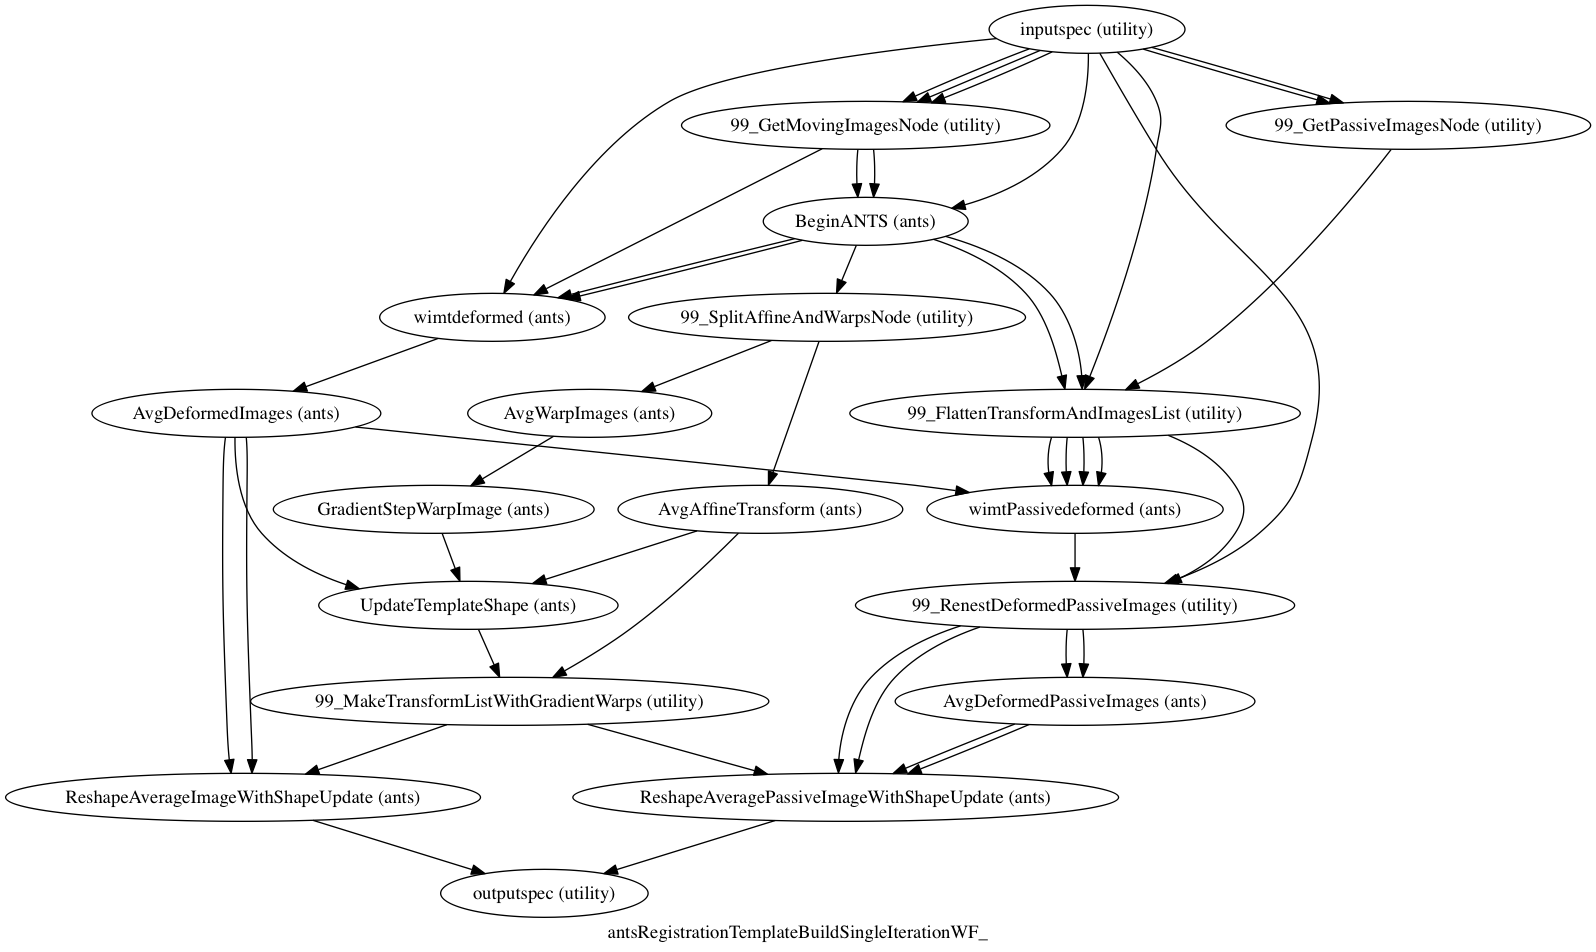 inputspec (utility)
99_GetMovingImagesNode (utility)
99_GetPassiveImagesNode (utility)
BeginANTS (ants)
wimtdeformed (ants)
99_SplitAffineAndWarpsNode (utility)
AvgDeformedImages (ants)
AvgWarpImages (ants)
99_FlattenTransformAndImagesList (utility)
GradientStepWarpImage (ants)
AvgAffineTransform (ants)
wimtPassivedeformed (ants)
UpdateTemplateShape (ants)
99_RenestDeformedPassiveImages (utility)
99_MakeTransformListWithGradientWarps (utility)
AvgDeformedPassiveImages (ants)
ReshapeAverageImageWithShapeUpdate (ants)
ReshapeAveragePassiveImageWithShapeUpdate (ants)
outputspec (utility)
antsRegistrationTemplateBuildSingleIterationWF_